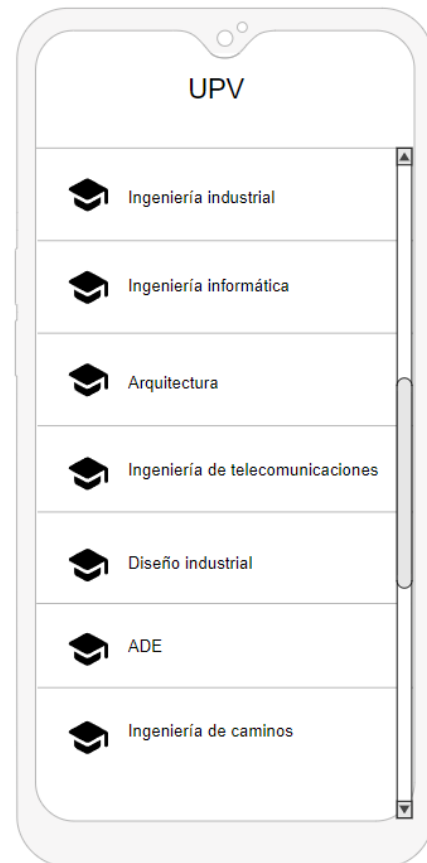 UPV
Ingeniería industrial
Ingeniería informática
Arquitectura
Ingeniería de telecomunicaciones
Diseño industrial
ADE
Ingeniería de caminos